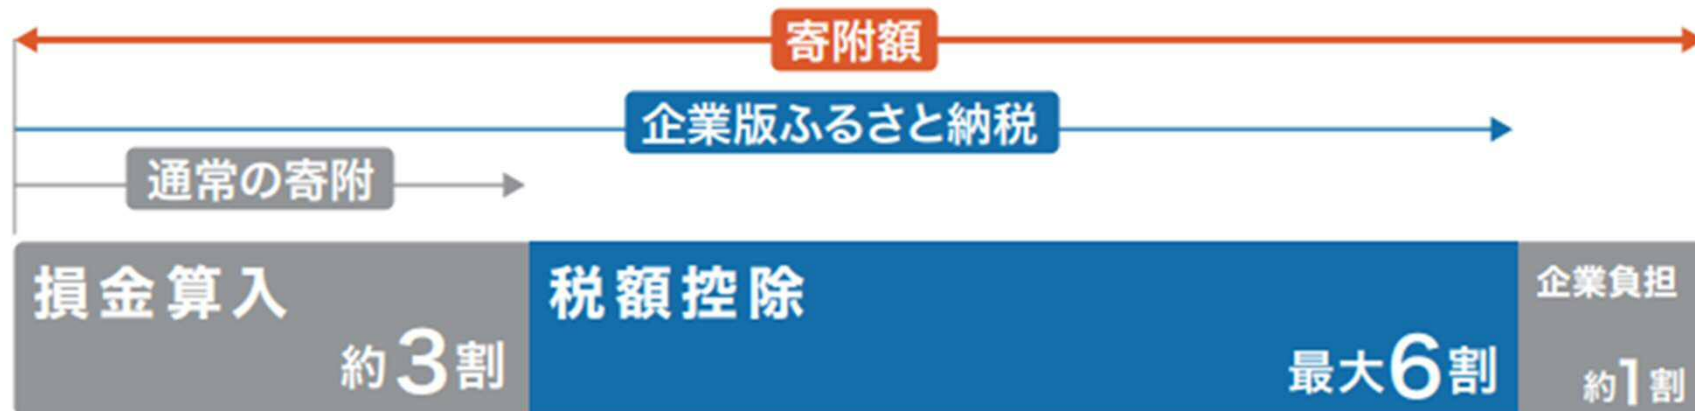 寄附額
企業版ふるさと納税
通常の寄附
損金算入
約3割
税額控除
最大6割
企業負担
約1割